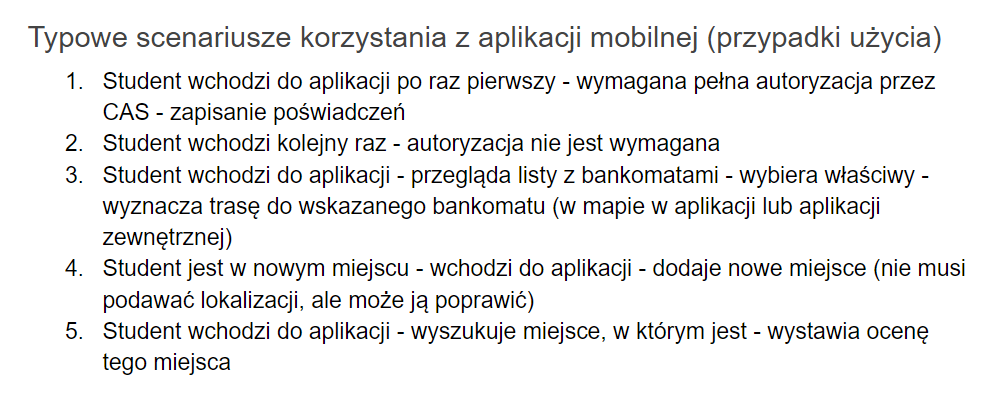 Typowe scenariusze korzystania z aplikacji mobilnej (przypadki użycia)
1. Student wchodzi do aplikacji po raz pierwszy - wymagana pełna autoryzacja przez
CAS - zapisanie poświadczeń
2. Student wchodzi kolejny raz - autoryzacja nie jest wymagana
3. Student wchodzi do aplikacji - przegląda listy z bankomatami - wybiera właściwy -
wyznacza trasę do wskazanego bankomatu (w mapie w aplikacji lub aplikacji
zewnętrznej)
4. Student jest w nowym miejscu - wchodzi do aplikacji - dodaje nowe miejsce (nie musi
podawać lokalizacji, ale może ją poprawić)
5. Student wchodzi do aplikacji - wyszukuje miejsce, w którym jest - wystawia ocenę
tego miejsca